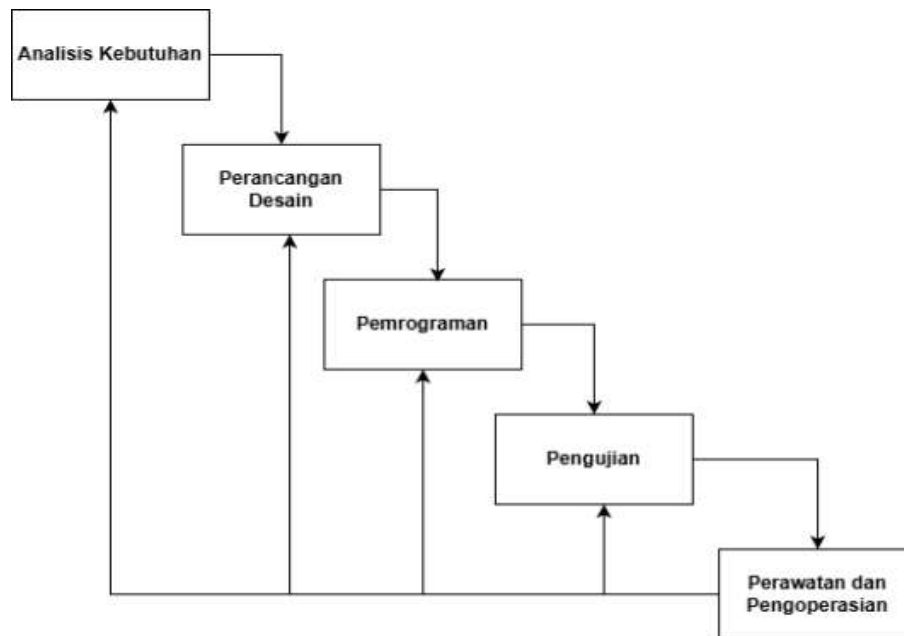 Analisis Kebutuhan
Perancangan
Desain
Pemrograman
Pengujian
Perawatan dan
Pengoperasian